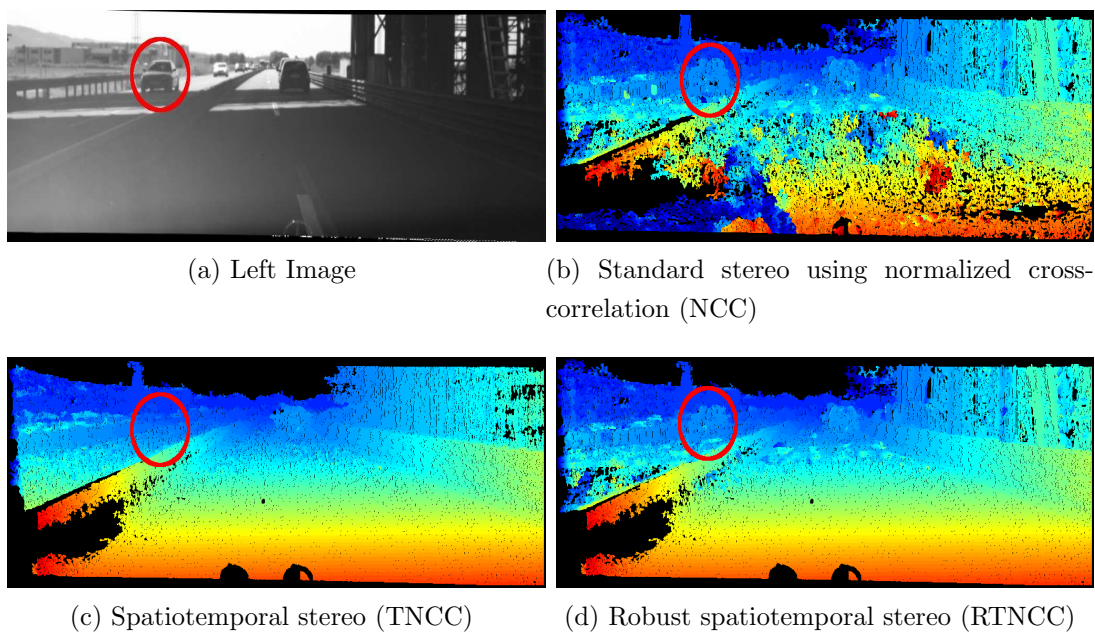 (a) Left Image
(b) Standard stereo using normalized cross-
correlation (NCC)
(c) Spatiotemporal stereo (TNCC)
(d) Robust spatiotemporal stereo (RTNCC)